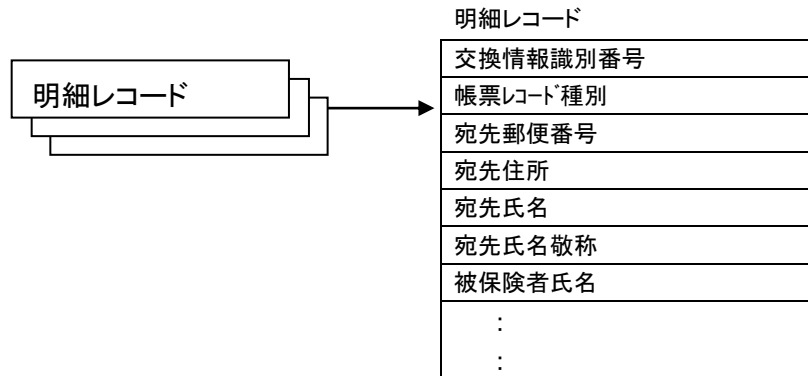 明細レコード
明細レコード
交換情報識別番号
帳票ﾚｺｰﾄﾞ種別
宛先郵便番号
宛先住所
宛先氏名
宛先氏名敬称
被保険者氏名
:
: